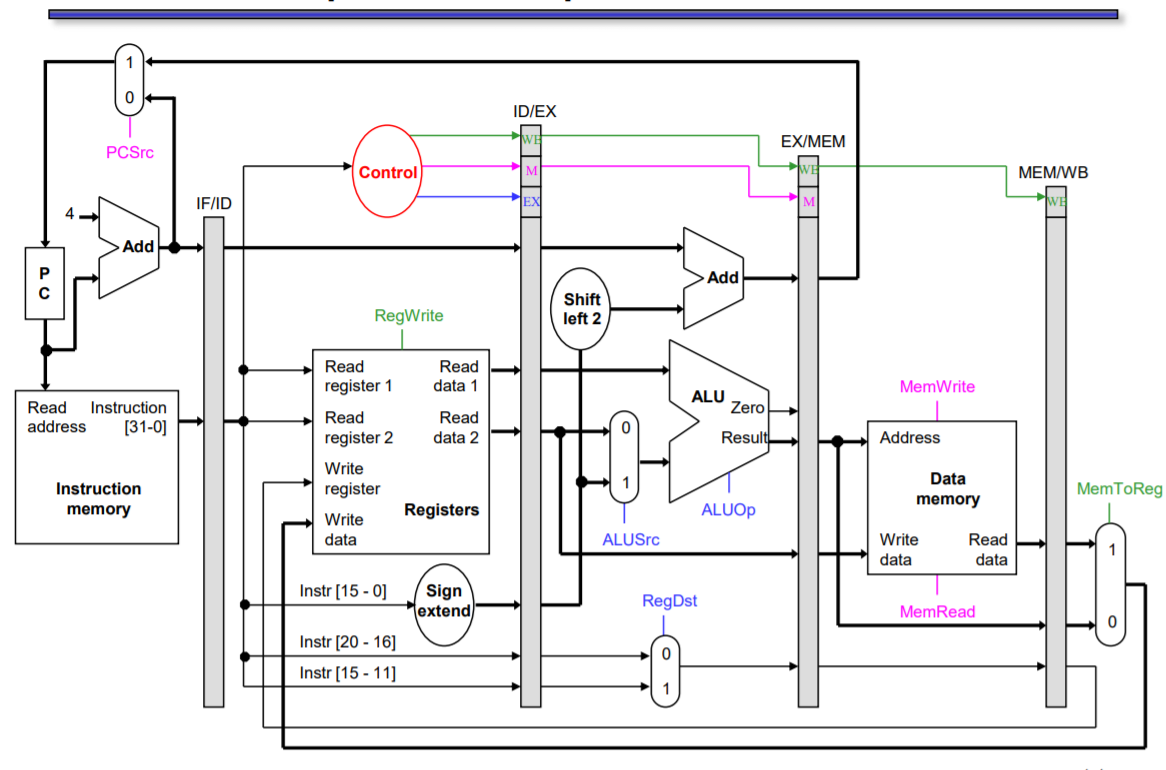 1
0
PCSrc
4
Add
P
C
IF/ID
ID/EX
EX/MEM
MEM/WB
Control
WB
M
EX
WB
M
WB
Add
Shift
left 2
RegWrite
Read
register 1
Read
data 1
Read
register 2
Read
data 2
Write
register
Registers
Write
data
Read
address
Instruction
[31-0]
Instruction
memory
0
1
ALUSrc
ALU
Zero
Result
ALUOp
MemWrite
Address
Data
memory
Write
data
Read
data
MemRead
MemToReg
1
0
Instr [15 - 0]
Sign
extend
Instr [20 - 16]
Instr [15 - 11]
RegDst
0
1